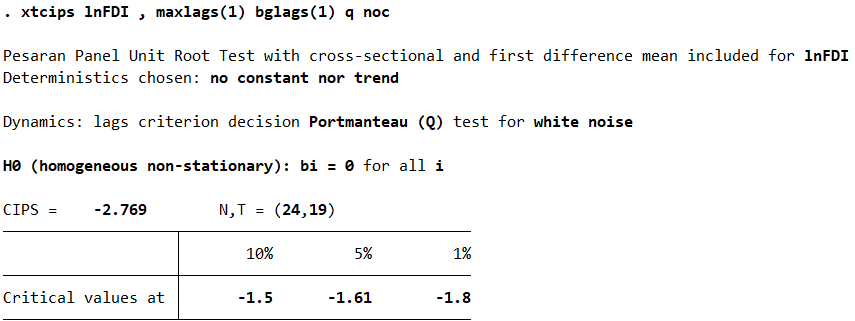 . xtcips lnFDI , maxlags(1) bglags(1) q noc
Pesaran Panel Unit Root Test with cross-sectional and first difference mean included for lnFDI
Deterministics chosen: no constant nor trend
Dynamics: lags criterion decision Portmanteau (Q) test for white noise
H0 (homogeneous non-stationary): bi = 0 for all i
CIPS = -2.769 N,T = (24,19)
10% 5% 1%
Critical values at -1.5 -1.61 -1.8